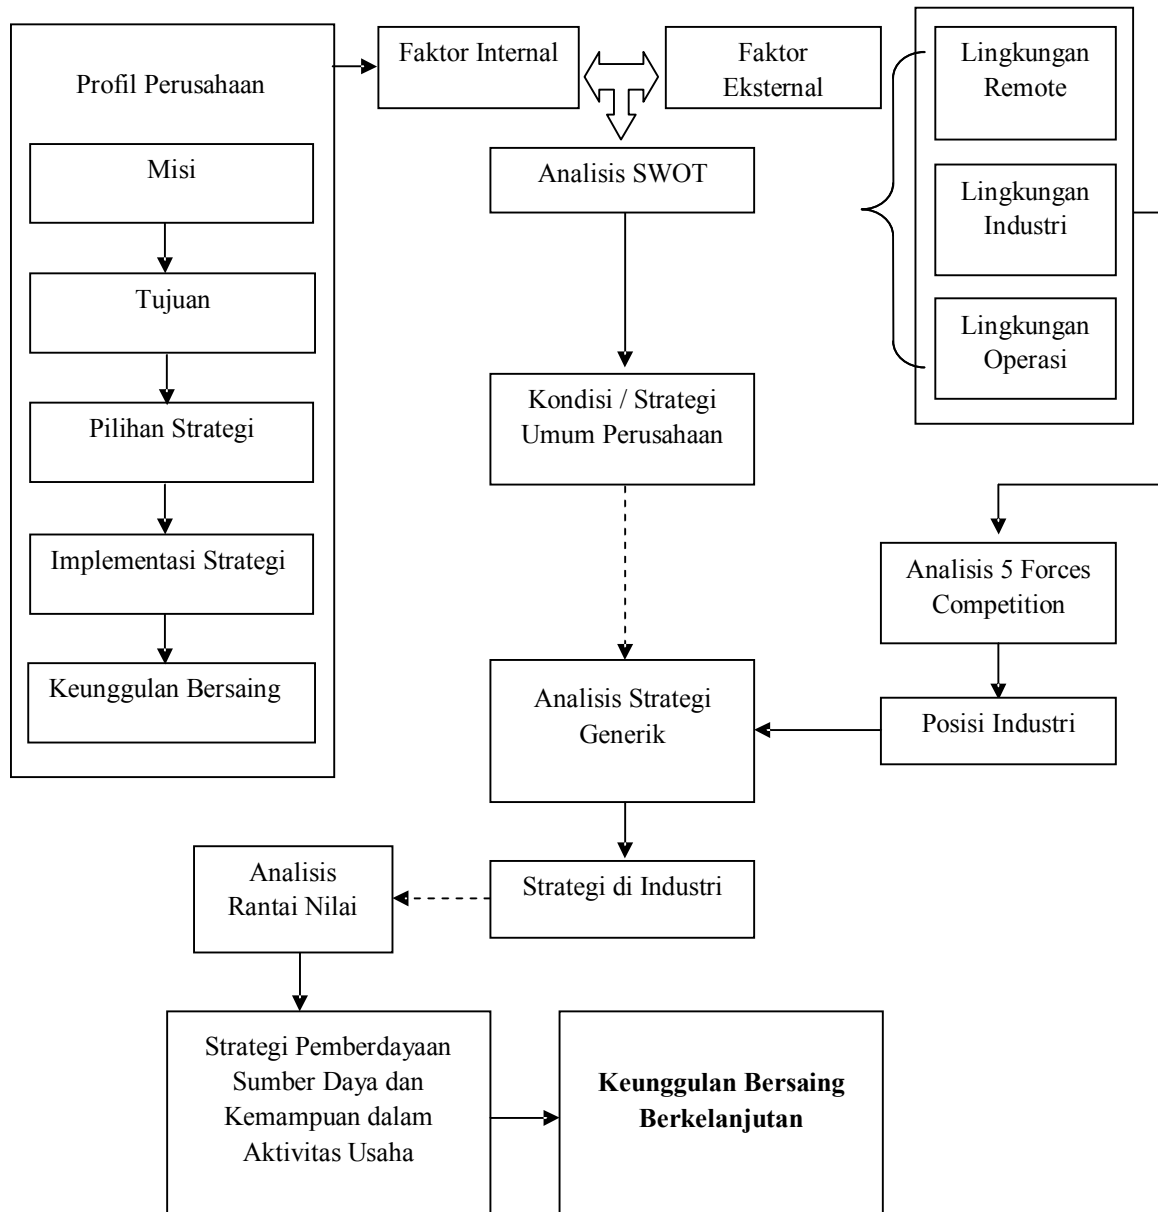 Profil Perusahaan
Misi
Tujuan
Pilihan Strategi
Implementasi Strategi
Keunggulan Bersaing
Faktor Internal
Faktor
Eksternal
Analisis SWOT
Lingkungan
Remote
Lingkungan
Industri
Lingkungan
Operasi
Kondisi / Strategi
Umum Perusahaan
Analisis 5 Forces
Competition
Posisi Industri
Analisis Strategi
Generik
Strategi di Industri
Analisis
Rantai Nilai
Strategi Pemberdayaan
Sumber Daya dan
Kemampuan dalam
Aktivitas Usaha
Keunggulan Bersaing
Berkelanjutan